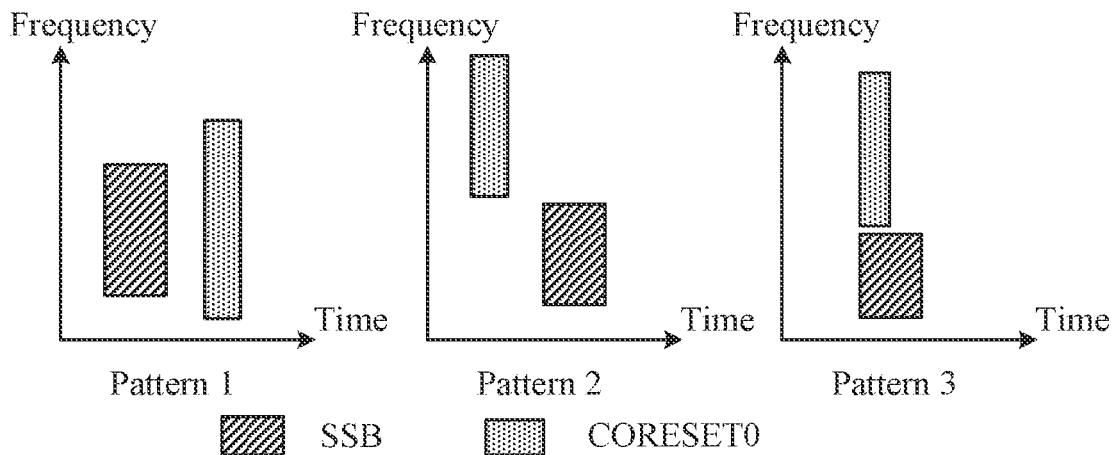 Frequency
Frequency
Frequency
Time
Time
Time
Pattern 1
Pattern 2
Pattern 3
SSB
CORESET0